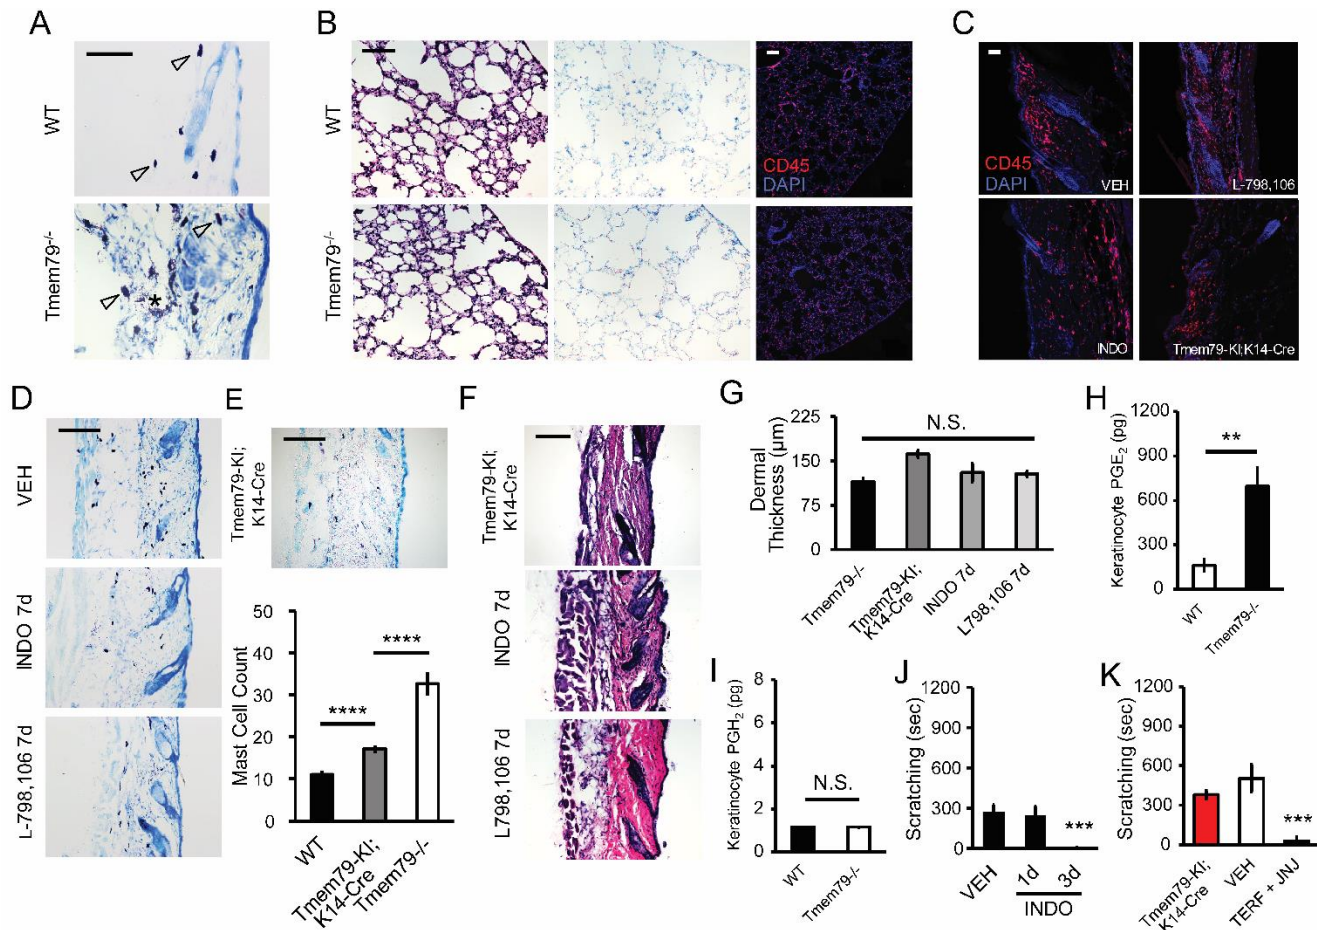 A
WT
Tmem79-/-
*
B
WT
Tmem79-/-
CD45
DAPI
C
CD45
DAPI
VEH
L-798,106
INDO
Tmem79-KI;K14-Cre
D
VEH
INDO 7d
L-798,106 7d
E
Tmem79-KI;
K14-Cre
Mast Cell Count
50
40
30
20
10
0
****
****
WT
Tmem79-KI;
K14-Cre
Tmem79-/-
F
Tmem79-KI;
K14-Cre
INDO 7d
L798,106 7d
G
Dermal
Thickness (µm)
225
150
75
0
N.S.
Tmem79-/-
Tmem79-KI;
K14-Cre
INDO 7d
L798,106 7d
H
Keratinocyte PGE₂ (pg)
1200
900
600
300
0
**
WT
Tmem79-/-
I
Keratinocyte PGH₂ (pg)
8
6
4
2
0
N.S.
WT
Tmem79-/-
J
Scratching (sec)
1200
900
600
300
0
***
VEH
1d
3d
INDO
K
Scratching (sec)
1200
900
600
300
0
***
Tmem79-KI;
K14-Cre
VEH
TERF + JNJ